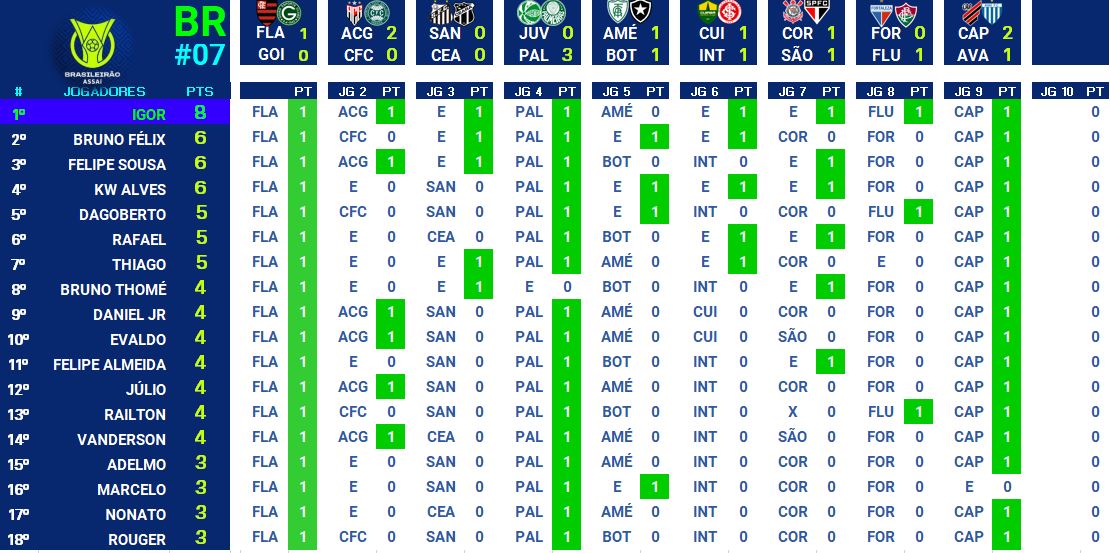 BRASILEIRÃO
ASSAÍ
BR
#07
FORTALEZA SPFC CUIABÁ
FLA 1 ACG 2 SAN 0 JUV 0 AMÉ 1 CUI 1 COR 1 FOR 0 CAP 2
GOI 0 CFC 0 CEA 0 PAL 3 BOT 1 INT 1 SÃO 1 FLU 1 AVA 1
# JOGADORES PTS PT JG 2 PT JG 3 PT JG 4 PT JG 5 PT JG 6 PT JG 7 PT JG 8 PT JG 9 PT JG 10 PT
1º IGOR 8 FLA 1 ACG 1 E 1 PAL 1 AMÉ 0 E 1 E 1 FLU 1 CAP 1 0
2º BRUNO FÉLIX 6 FLA 1 CFC 0 E 1 PAL 1 E 1 E 1 COR 0 FOR 0 CAP 1 0
3º FELIPE SOUSA 6 FLA 1 ACG 1 E 1 PAL 1 BOT 0 INT 0 E 1 FOR 0 CAP 1 0
4º KW ALVES 6 FLA 1 E 0 SAN 0 PAL 1 E 1 E 1 E 1 FOR 0 CAP 1 0
5º DAGOBERTO 5 FLA 1 CFC 0 SAN 0 PAL 1 E 1 INT 0 COR 0 FLU 1 CAP 1 0
6º RAFAEL 5 FLA 1 E 0 CEA 0 PAL 1 BOT 0 E 1 E 1 FOR 0 CAP 1 0
7º THIAGO 5 FLA 1 E 0 E 1 PAL 1 AMÉ 0 E 1 COR 0 E 0 CAP 1 0
8º BRUNO THOMÉ 4 FLA 1 E 0 E 1 E 0 BOT 0 INT 0 E 1 FOR 0 CAP 1 0
9º DANIEL JR 4 FLA 1 ACG 1 SAN 0 PAL 1 AMÉ 0 CUI 0 COR 0 FOR 0 CAP 1 0
10º EVALDO 4 FLA 1 ACG 1 SAN 0 PAL 1 AMÉ 0 CUI 0 SÃO 0 FOR 0 CAP 1 0
11º FELIPE ALMEIDA 4 FLA 1 E 0 SAN 0 PAL 1 BOT 0 INT 0 E 1 FOR 0 CAP 1 0
12º JÚLIO 4 FLA 1 ACG 1 SAN 0 PAL 1 AMÉ 0 INT 0 COR 0 FOR 0 CAP 1 0
13º RAILTON 4 FLA 1 CFC 0 SAN 0 PAL 1 BOT 0 INT 0 X 0 FLU 1 CAP 1 0
14º VANDERSON 4 FLA 1 ACG 1 CEA 0 PAL 1 AMÉ 0 INT 0 SÃO 0 FOR 0 CAP 1 0
15º ADELMO 3 FLA 1 E 0 SAN 0 PAL 1 AMÉ 0 INT 0 COR 0 FOR 0 CAP 1 0
16º MARCELO 3 FLA 1 E 0 SAN 0 PAL 1 E 1 INT 0 COR 0 FOR 0 E 0 0
17º NONATO 3 FLA 1 E 0 CEA 0 PAL 1 AMÉ 0 INT 0 COR 0 FOR 0 CAP 1 0
18º ROUGER 3 FLA 1 CFC 0 SAN 0 PAL 1 BOT 0 INT 0 COR 0 FOR 0 CAP 1 0